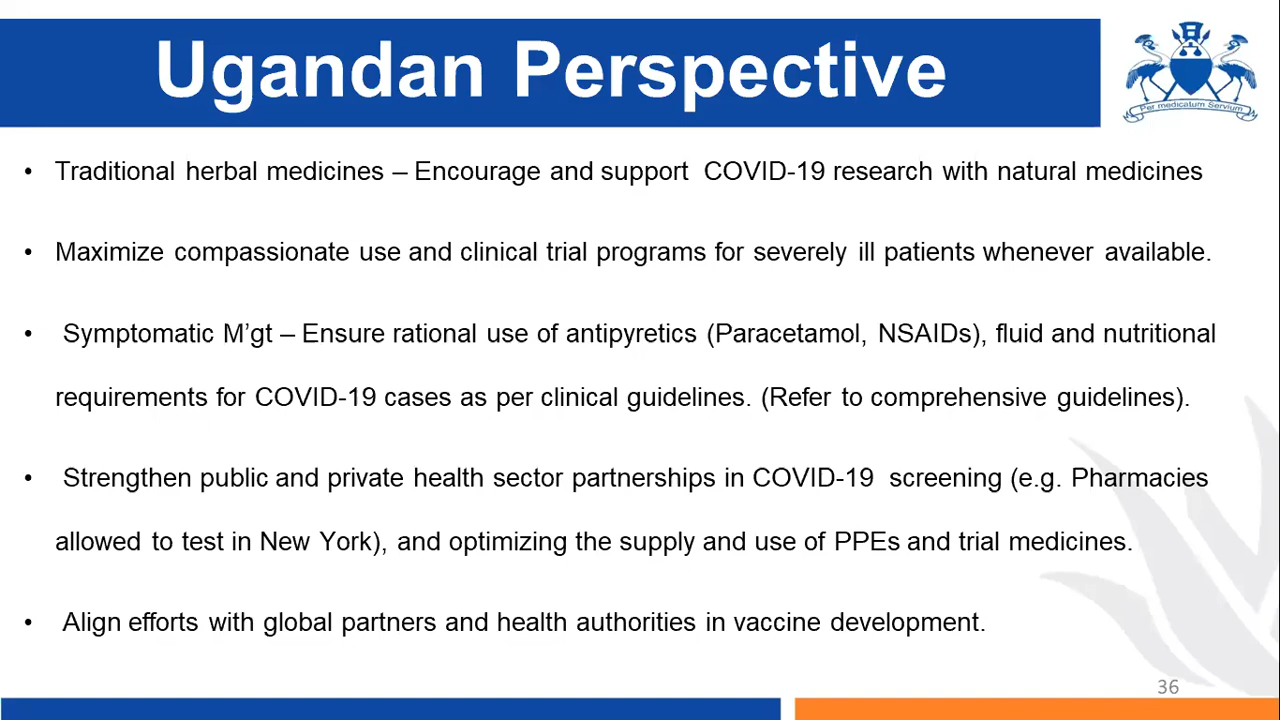 Ugandan Perspective
Per medicatum Servium
• Traditional herbal medicines – Encourage and support COVID-19 research with natural medicines
• Maximize compassionate use and clinical trial programs for severely ill patients whenever available.
• Symptomatic M’gt – Ensure rational use of antipyretics (Paracetamol, NSAIDs), fluid and nutritional
requirements for COVID-19 cases as per clinical guidelines. (Refer to comprehensive guidelines).
• Strengthen public and private health sector partnerships in COVID-19 screening (e.g. Pharmacies
allowed to test in New York), and optimizing the supply and use of PPEs and trial medicines.
• Align efforts with global partners and health authorities in vaccine development.
36